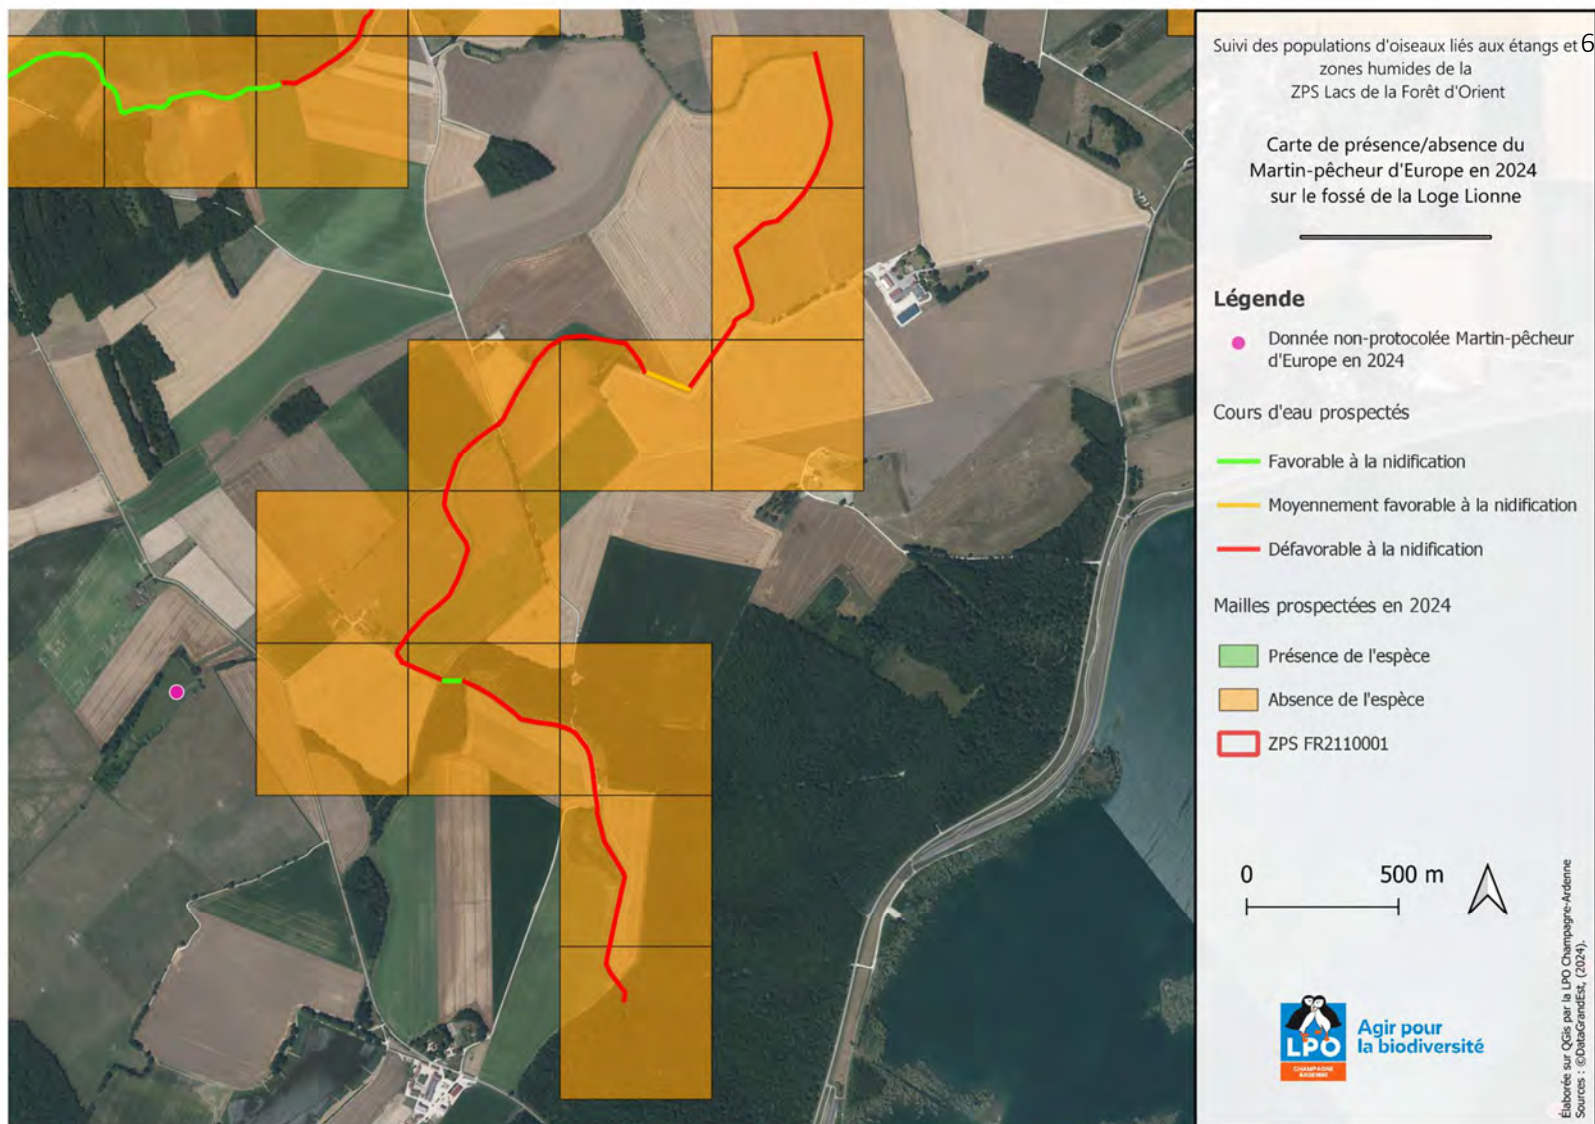 Suivi des populations d'oiseaux liés aux étangs et
6
zones humides de la
ZPS Lacs de la Forêt d'Orient
Carte de présence/absence du
Martin-pêcheur d'Europe en 2024
sur le fossé de la Loge Lionne
Légende
Donnée non-protocolée Martin-pêcheur
d'Europe en 2024
Cours d'eau prospectés
Favorable à la nidification
Moyennement favorable à la nidification
Défavorable à la nidification
Mailles prospectées en 2024
Présence de l'espèce
Absence de l'espèce
ZPS FR2110001
0 500 m
LPO
CHAMPAGNE
ARDENNE
Agir pour
la biodiversité
Élaborée sur QGis par la LPO Champagne-Ardenne
Sources : ©DataGrandEst, (2024).